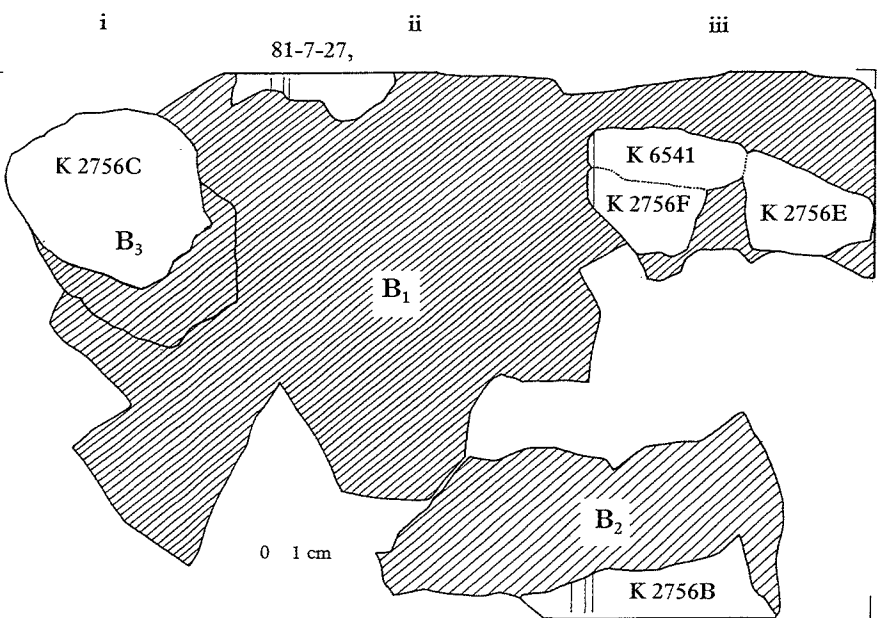 i ii iii
81-7-27,
K 2756C
K 6541
K 2756F
K 2756E
B₃
B₁
B₂
0 1 cm
K 2756B